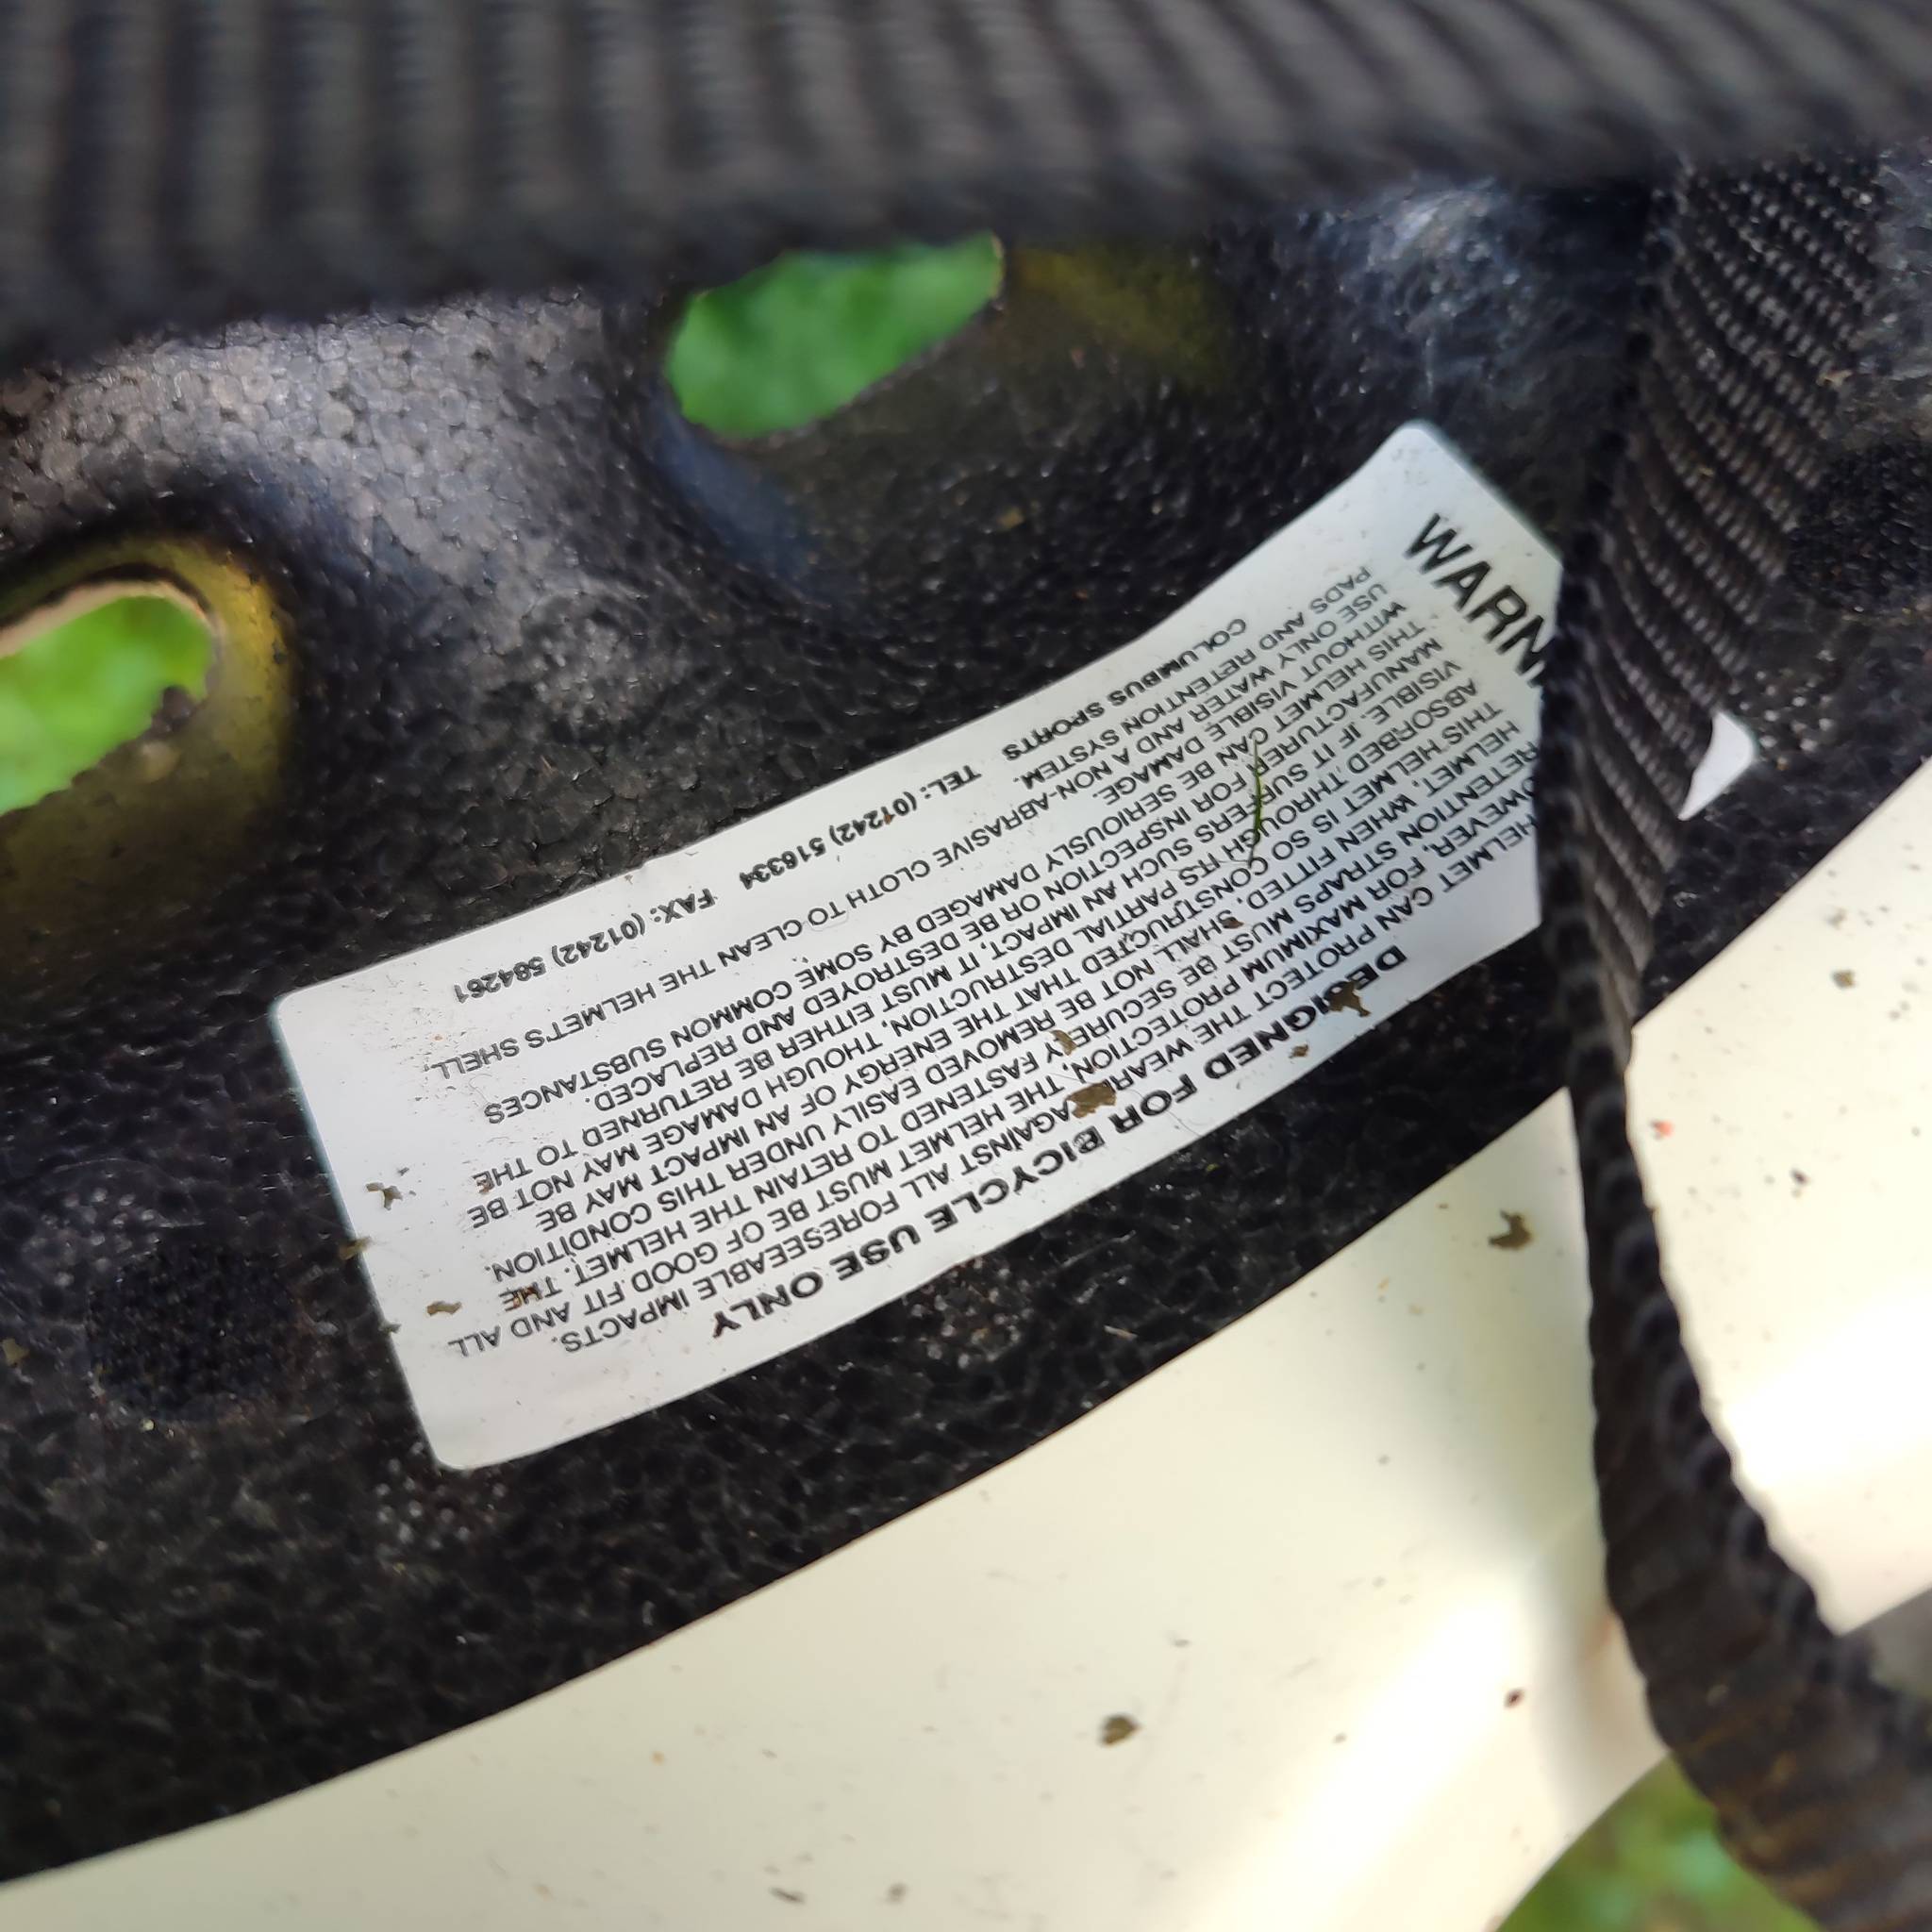 WARN
DESIGNED FOR BICYCLE USE ONLY
HELMET CAN PROTECT THE WEARER AGAINST ALL FORESEEABLE IMPACTS.
OWEVER, FOR MAXIMUM PROTECTION, THE HELMET MUST BE OF GOOD FIT AND ALL
RETENTION STRAPS MUST BE SECURELY FASTENED TO RETAIN THE HELMET. THE
HELMET, WHEN FITTED, SHALL NOT BE REMOVED EASILY UNDER THIS CONDITION.
THIS HELMET IS SO CONSTRUCTED THAT THE ENERGY OF AN IMPACT MAY BE
ABSORBED THROUGH ITS PARTIAL DESTRUCTION, THOUGH DAMAGE MAY NOT BE
VISIBLE. IF IT SUFFERS SUCH AN IMPACT, IT MUST EITHER BE RETURNED TO THE
MANUFACTURER FOR INSPECTION OR BE DESTROYED AND REPLACED.
THIS HELMET CAN BE SERIOUSLY DAMAGED BY SOME COMMON SUBSTANCES
WITHOUT VISIBLE DAMAGE.
USE ONLY WATER AND A NON-ABRASIVE CLOTH TO CLEAN THE HELMET'S SHELL,
PADS AND RETENTION SYSTEM.
COLUMBUS SPORTS TEL: (01242) 516334 FAX: (01242) 584261